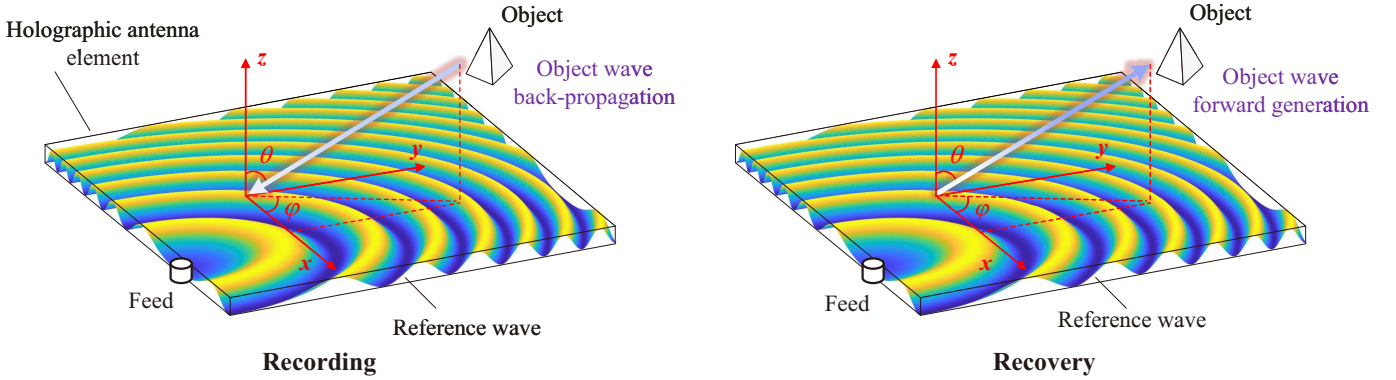 Holographic antenna
element
Object
Object wave
back-propagation
z
θ
y
φ
x
Feed
Reference wave
Recording
Object
Object wave
forward generation
z
θ
y
φ
x
Feed
Reference wave
Recovery